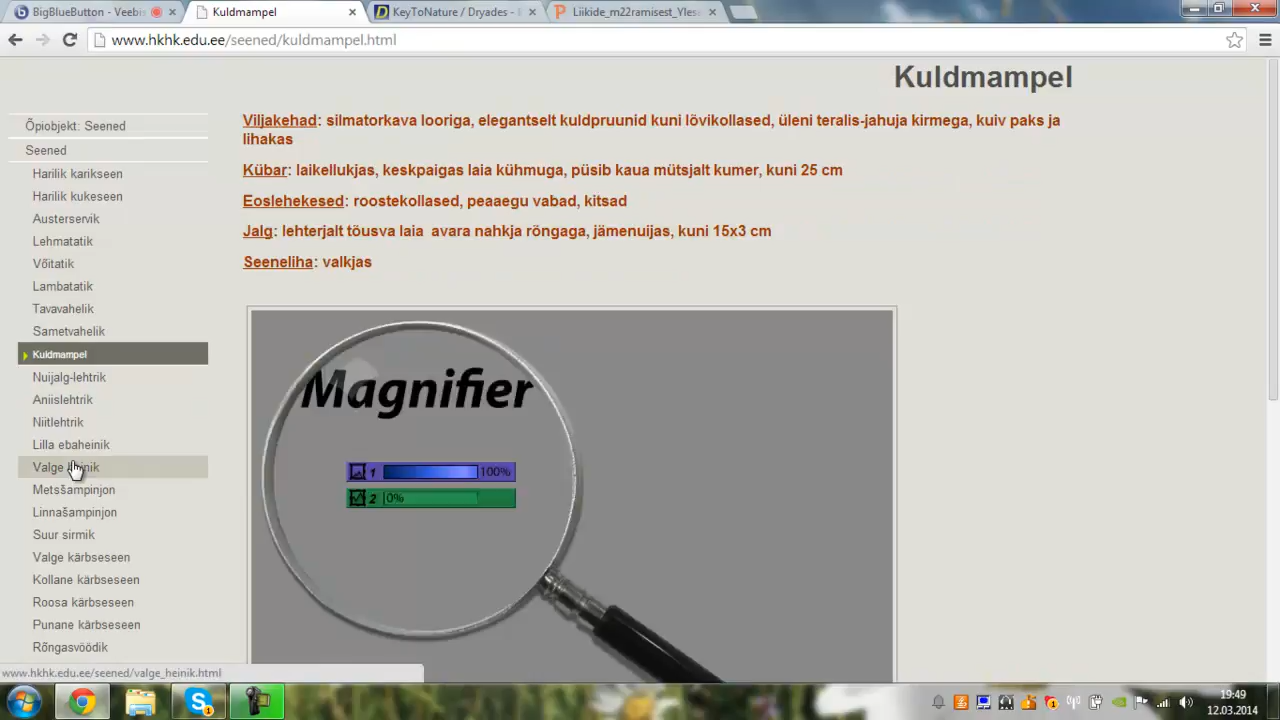 BigBlueButton - Veebis
Kuldmampel
KeyToNature / Dryades - E
Liikide_m22ramisest_Ylese
www.hkhk.edu.ee/seened/kuldmampel.html
Kuldmampel
Õpiobjekt: Seened
Seened
Harilik karikseen
Harilik kukeseen
Austerservik
Lehmatatik
Võitatik
Lambatatik
Tavavahelik
Sametvahelik
Kuldmampel
Nuijalg-lehtrik
Aniislehtrik
Niitlehtrik
Lilla ebaheinik
Valge heinik
Metsšampinjon
Linnašampinjon
Suur sirmik
Valge kärbseseen
Kollane kärbseseen
Roosa kärbseseen
Punane kärbseseen
Rõngasvöödik
Viljakehad: silmatorkava looriga, elegantselt kuldpruunid kuni lõvikollased, üleni teralis-jahuja kirmega, kuiv paks ja
lihakas
Kübar: laikellukjas, keskpaigas laia kühmuga, püsib kaua mütsjalt kumer, kuni 25 cm
Eoslehekesed: roostekollased, peaaegu vabad, kitsad
Jalg: lehterjalt tõusva laia avara nahkja rõngaga, jämenuijas, kuni 15x3 cm
Seeneliha: valkjas
Magnifier
1 100%
2 0%
www.hkhk.edu.ee/seened/valge_heinik.html
19:49
12.03.2014